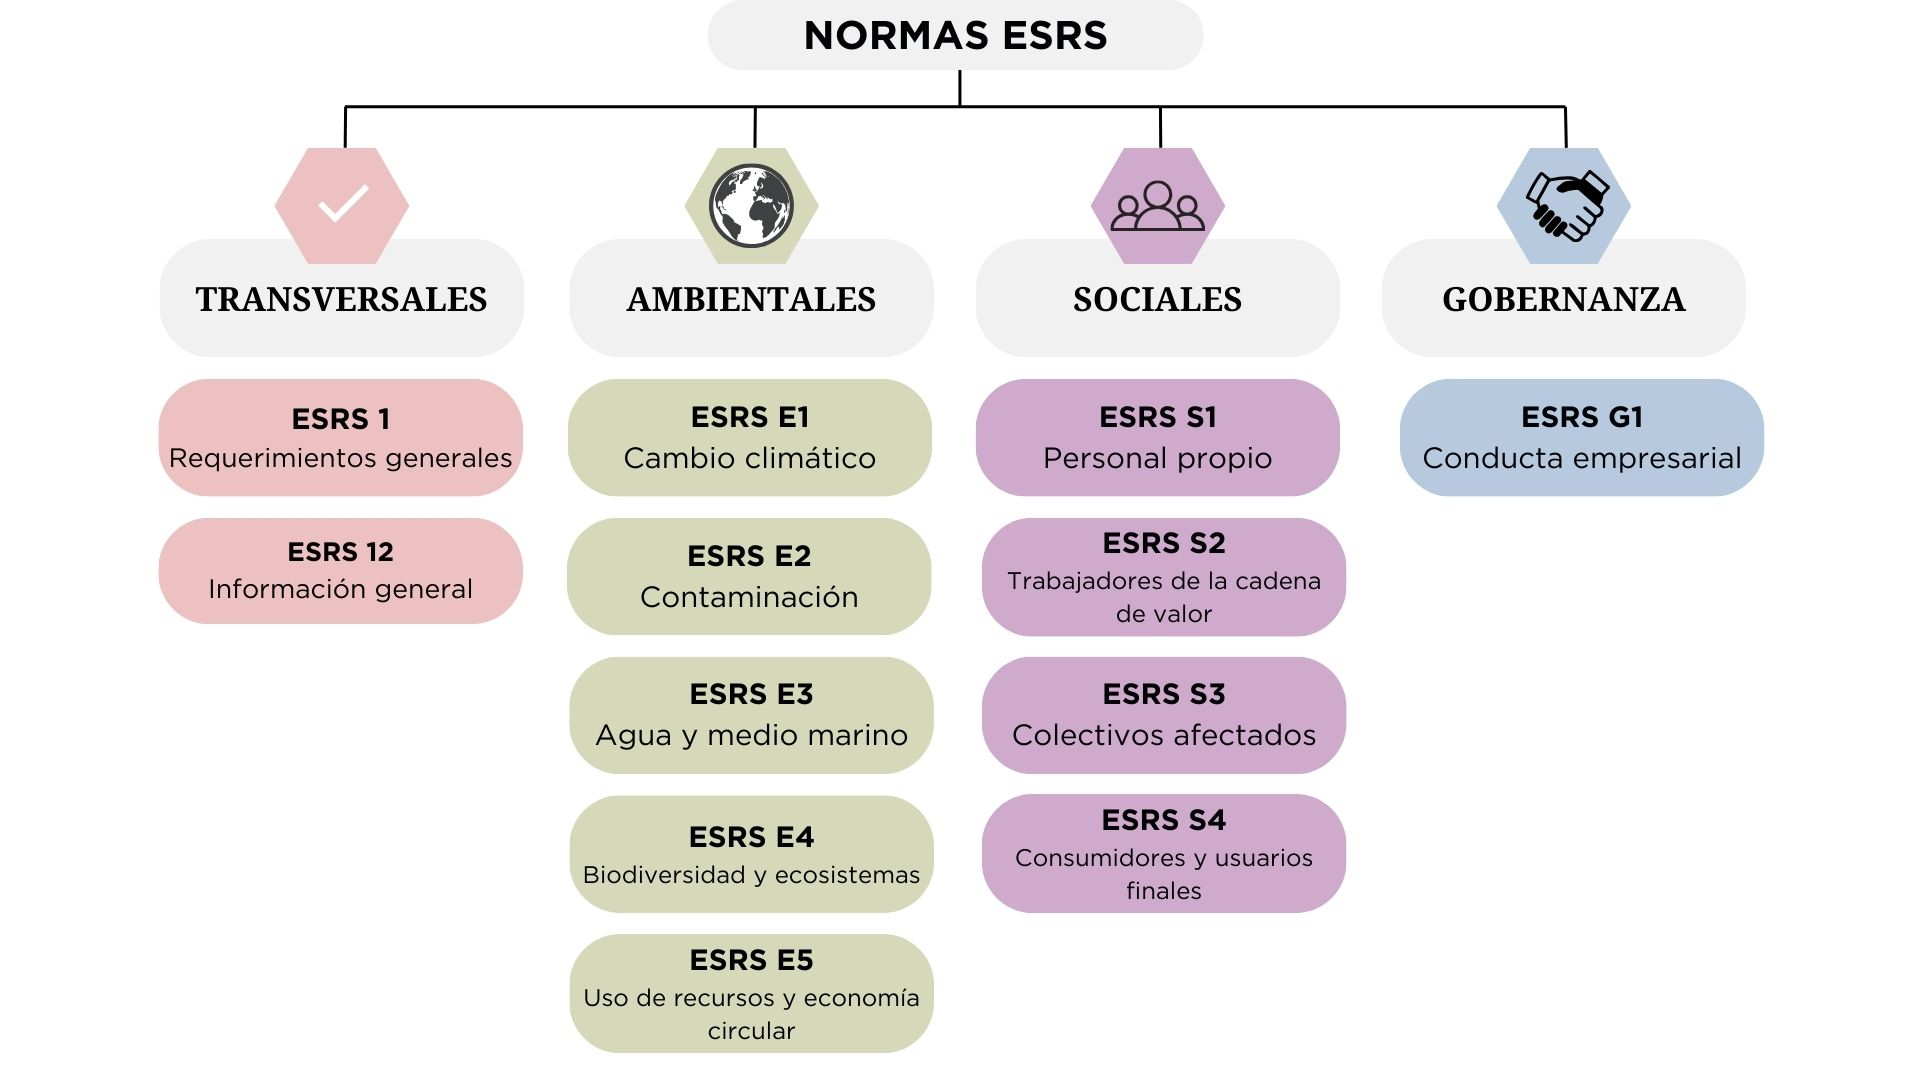 NORMAS ESRS
TRANSVERSALES
ESRS 1
Requerimientos generales
ESRS 12
Información general
AMBIENTALES
ESRS E1
Cambio climático
ESRS E2
Contaminación
ESRS E3
Agua y medio marino
ESRS E4
Biodiversidad y ecosistemas
ESRS E5
Uso de recursos y economía
circular
SOCIALES
ESRS S1
Personal propio
ESRS S2
Trabajadores de la cadena
de valor
ESRS S3
Colectivos afectados
ESRS S4
Consumidores y usuarios
finales
GOBERNANZA
ESRS G1
Conducta empresarial